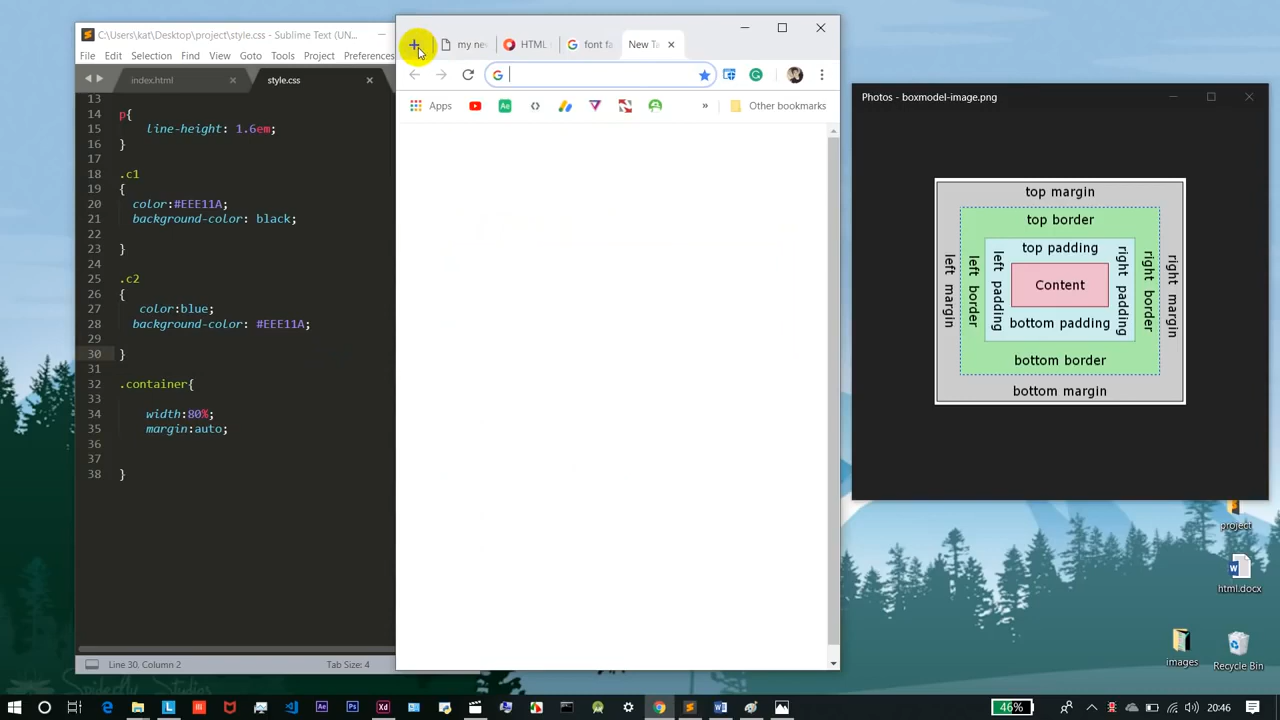 C:\Users\kat\Desktop\project\style.css - Sublime Text (UN...
File Edit Selection Find View Goto Tools Project Preferences
index.html
style.css
13
14 p{
15 line-height: 1.6em;
16 }
17
18 .c1
19 {
20 color:#EEE11A;
21 background-color: black;
22
23 }
24
25 .c2
26 {
27 color:blue;
28 background-color: #EEE11A;
29
30 }
31
32 .container{
33
34 width:80%;
35 margin:auto;
36
37
38 }
Line 30, Column 2
Tab Size: 4
my ne
HTML
font fa
New Ta
Apps
Other bookmarks
Photos - boxmodel-image.png
top margin
top border
top padding
left margin
left border
left padding
Content
right padding
right border
right margin
bottom padding
bottom border
bottom margin
project
html.docx
images
Recycle Bin
Spiderfly Studios
46%
20:46